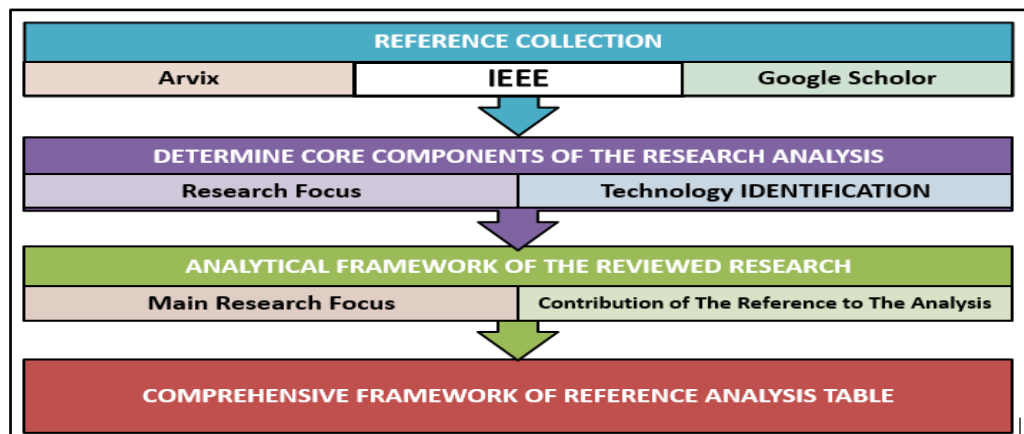 REFERENCE COLLECTION
Arvix IEEE Google Scholor
DETERMINE CORE COMPONENTS OF THE RESEARCH ANALYSIS
Research Focus Technology IDENTIFICATION
ANALYTICAL FRAMEWORK OF THE REVIEWED RESEARCH
Main Research Focus Contribution of The Reference to The Analysis
COMPREHENSIVE FRAMEWORK OF REFERENCE ANALYSIS TABLE